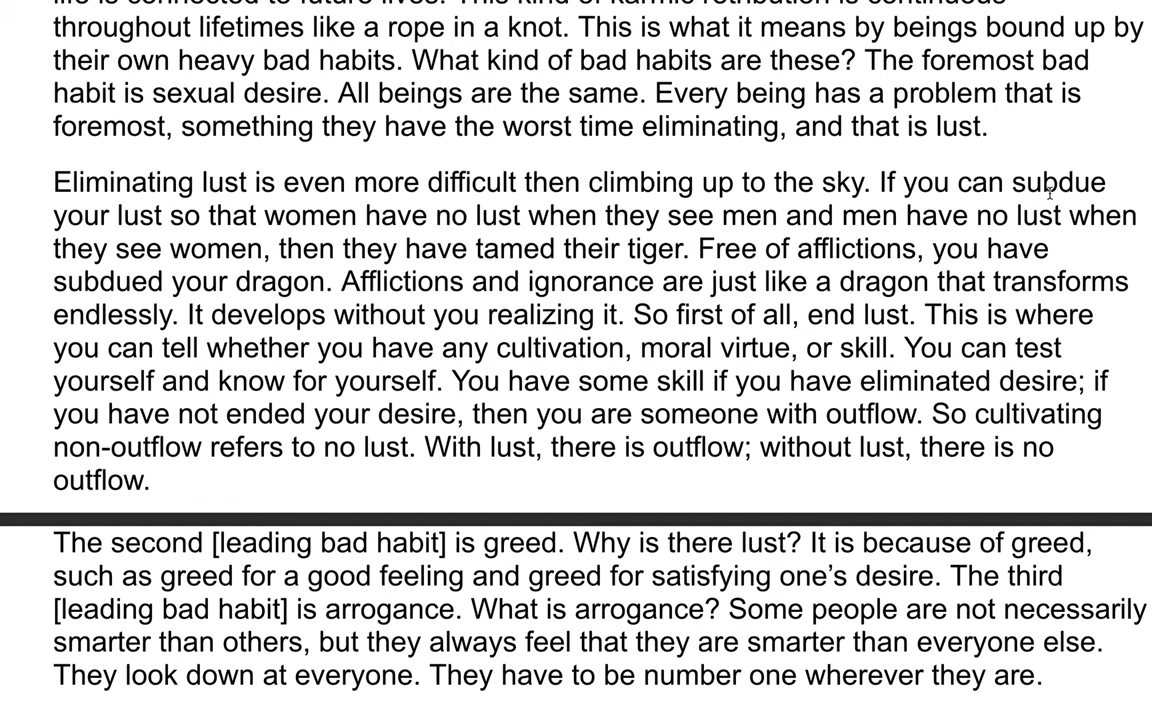 life is connected to future lives. This kind of karmic retribution is continuous
throughout lifetimes like a rope in a knot. This is what it means by beings bound up by
their own heavy bad habits. What kind of bad habits are these? The foremost bad
habit is sexual desire. All beings are the same. Every being has a problem that is
foremost, something they have the worst time eliminating, and that is lust.
Eliminating lust is even more difficult then climbing up to the sky. If you can subdue
your lust so that women have no lust when they see men and men have no lust when
they see women, then they have tamed their tiger. Free of afflictions, you have
subdued your dragon. Afflictions and ignorance are just like a dragon that transforms
endlessly. It develops without you realizing it. So first of all, end lust. This is where
you can tell whether you have any cultivation, moral virtue, or skill. You can test
yourself and know for yourself. You have some skill if you have eliminated desire; if
you have not ended your desire, then you are someone with outflow. So cultivating
non-outflow refers to no lust. With lust, there is outflow; without lust, there is no
outflow.
The second [leading bad habit] is greed. Why is there lust? It is because of greed,
such as greed for a good feeling and greed for satisfying one’s desire. The third
[leading bad habit] is arrogance. What is arrogance? Some people are not necessarily
smarter than others, but they always feel that they are smarter than everyone else.
They look down at everyone. They have to be number one wherever they are.